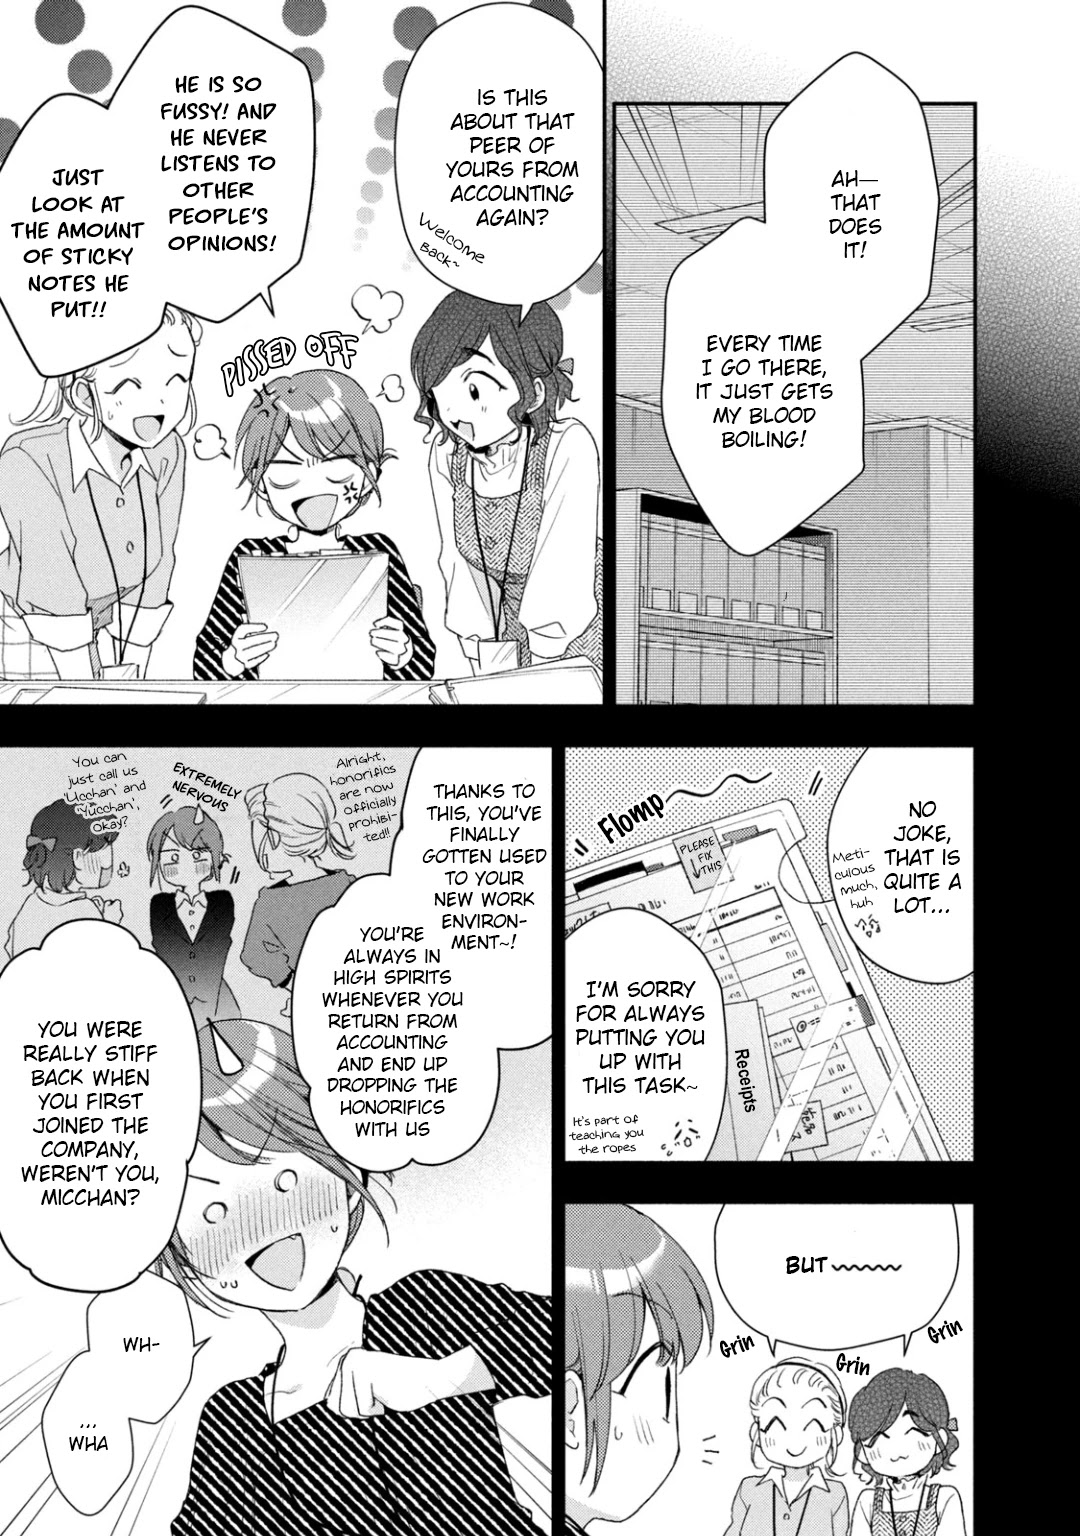 AH—
THAT
DOES
IT!
EVERY TIME
I GO THERE,
IT JUST GETS
MY BLOOD
BOILING!
IS THIS
ABOUT THAT
PEER OF
YOURS FROM
ACCOUNTING
AGAIN?
Welcome
Back~
HE IS SO
FUSSY! AND
HE NEVER
LISTENS TO
OTHER
PEOPLE'S
OPINIONS!
JUST
LOOK AT
THE AMOUNT
OF STICKY
NOTES HE
PUT!!
PISSED OFF
NO
JOKE,
THAT IS
QUITE A
LOT...
Meti-
culous
much,
huh
Flomp
PLEASE
FIX
THIS
Receipts
I'M SORRY
FOR ALWAYS
PUTTING YOU
UP WITH
THIS TASK~
It's part of
teaching you
the ropes
BUT
Grin
Grin
Grin
THANKS TO
THIS, YOU'VE
FINALLY
GOTTEN USED
TO YOUR
NEW WORK
ENVIRON-
MENT~!
YOU'RE
ALWAYS IN
HIGH SPIRITS
WHENEVER YOU
RETURN FROM
ACCOUNTING
AND END UP
DROPPING THE
HONORIFICS
WITH US
Alright,
honorifics
are now
officially
prohibi-
ted!!
EXTREMELY
NERVOUS
You can
just call us
'Ucchan' and
'Yucchan',
okay?
YOU WERE
REALLY STIFF
BACK WHEN
YOU FIRST
JOINED THE
COMPANY,
WEREN'T YOU,
MICCHAN?
WH-
...
WHA